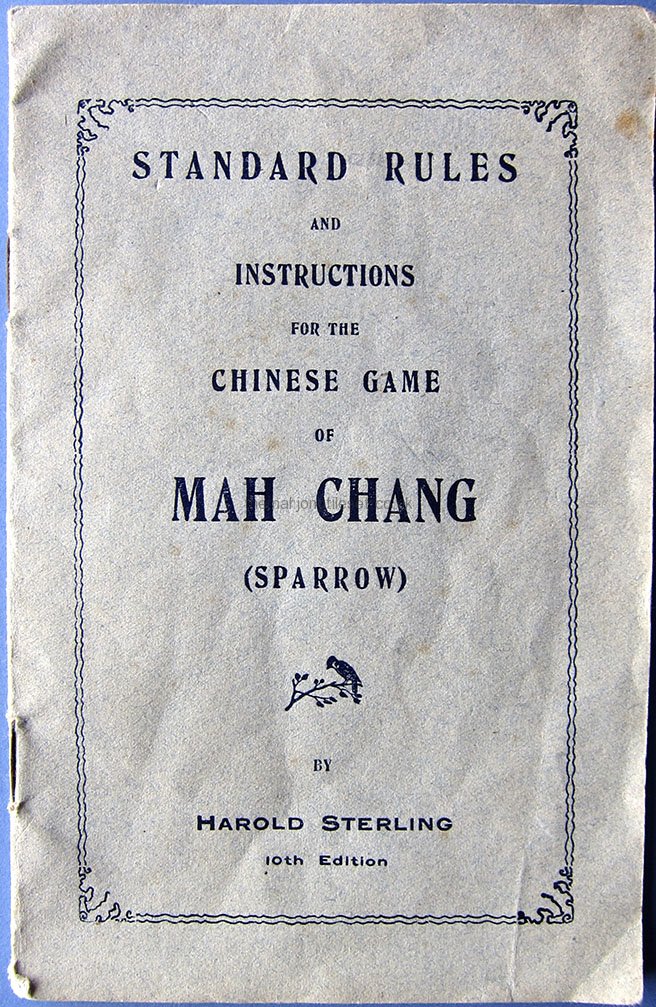 STANDARD RULES
AND
INSTRUCTIONS
FOR THE
CHINESE GAME
OF
MAH CHANG
(SPARROW)
BY
HAROLD STERLING
10th Edition